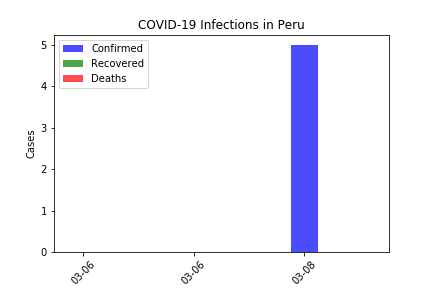 COVID-19 Infections in Peru
Confirmed
Recovered
Deaths
Cases
5
4
3
2
1
0
03-06
03-06
03-08